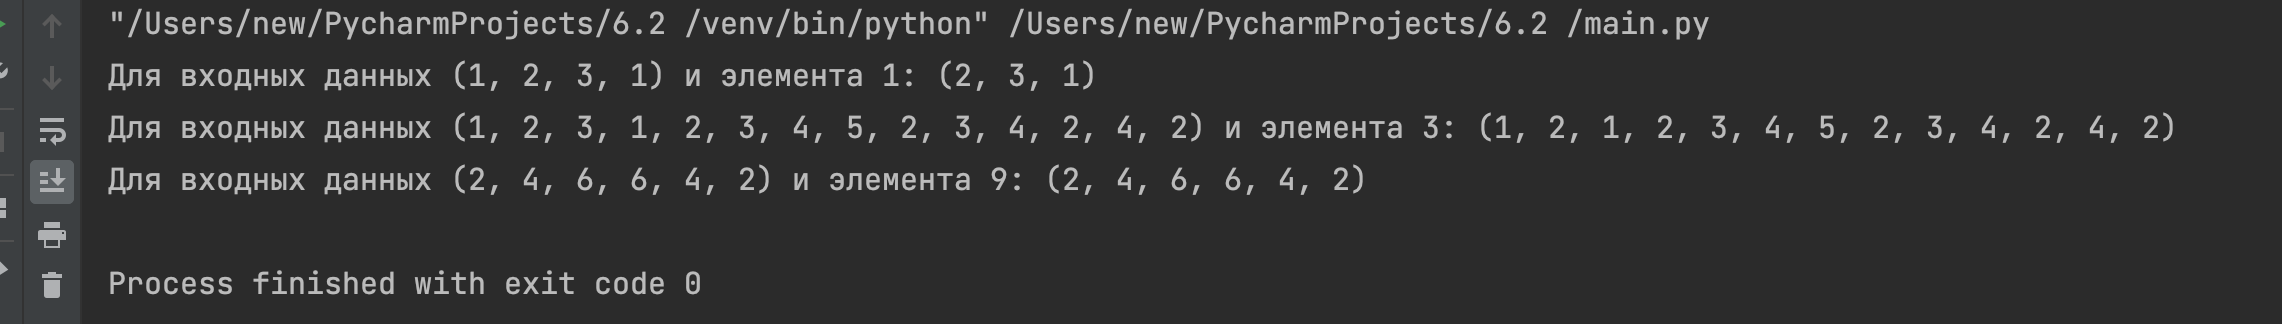 "/Users/new/PycharmProjects/6.2 /venv/bin/python" /Users/new/PycharmProjects/6.2 /main.py
Для входных данных (1, 2, 3, 1) и элемента 1: (2, 3, 1)
Для входных данных (1, 2, 3, 1, 2, 3, 4, 5, 2, 3, 4, 2, 4, 2) и элемента 3: (1, 2, 1, 2, 3, 4, 5, 2, 3, 4, 2, 4, 2)
Для входных данных (2, 4, 6, 6, 4, 2) и элемента 9: (2, 4, 6, 6, 4, 2)
Process finished with exit code 0